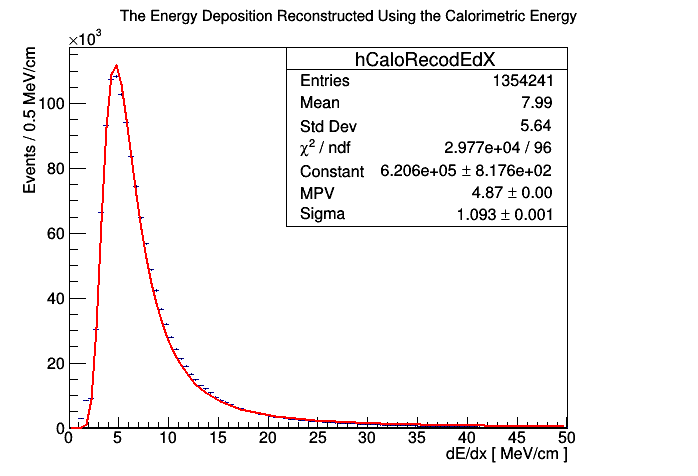 The Energy Deposition Reconstructed Using the Calorimetric Energy
×10³
hCaloRecodEdX
Entries 1354241
Mean 7.99
Std Dev 5.64
χ² / ndf 2.977e+04 / 96
Constant 6.206e+05 ± 8.176e+02
MPV 4.87 ± 0.00
Sigma 1.093 ± 0.001
Events / 0.5 MeV/cm
100
80
60
40
20
0
0 5 10 15 20 25 30 35 40 45 50
dE/dx [ MeV/cm ]